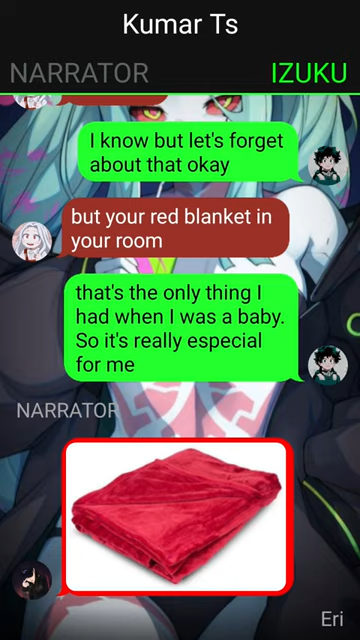 Kumar Ts
NARRATOR
IZUKU
I know but let's forget
about that okay
but your red blanket in
your room
that's the only thing I
had when I was a baby.
So it's really especial
for me
NARRATOR
Eri